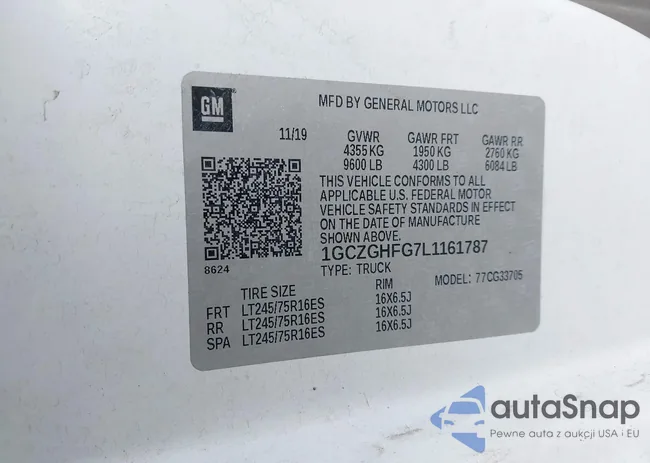 GM
MFD BY GENERAL MOTORS LLC
11/19 GVWR GAWR FRT GAWR RR
4355 KG 1950 KG 2760 KG
9600 LB 4300 LB 6084 LB
THIS VEHICLE CONFORMS TO ALL
APPLICABLE U.S. FEDERAL MOTOR
VEHICLE SAFETY STANDARDS IN EFFECT
ON THE DATE OF MANUFACTURE
SHOWN ABOVE.
8624 1GCZGHFG7L1161787
TYPE: TRUCK MODEL: 77CG33705
TIRE SIZE RIM
FRT LT245/75R16ES 16X6.5J
RR LT245/75R16ES 16X6.5J
SPA LT245/75R16ES 16X6.5J
autaSnap
Pewne auta z aukcji USA i EU